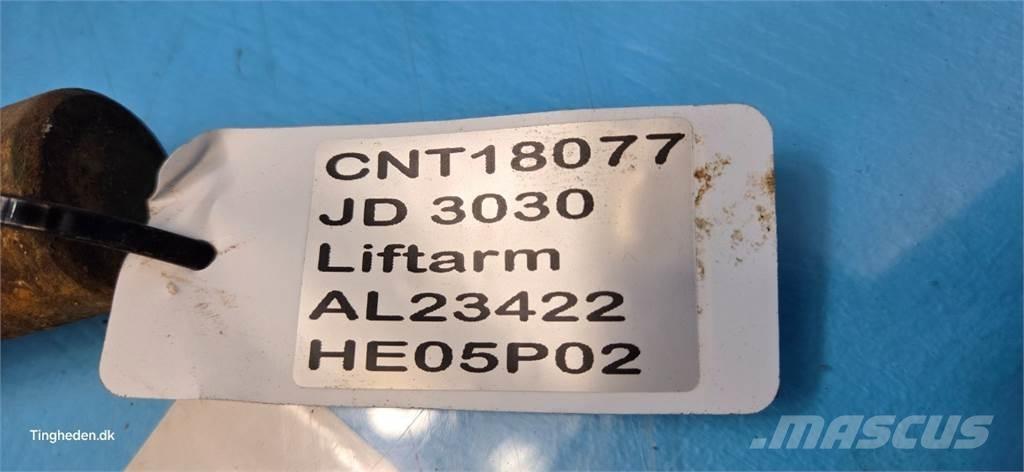 CNT18077
JD 3030
Liftarm
AL23422
HE05P02
Tingheden.dk
MASCUS